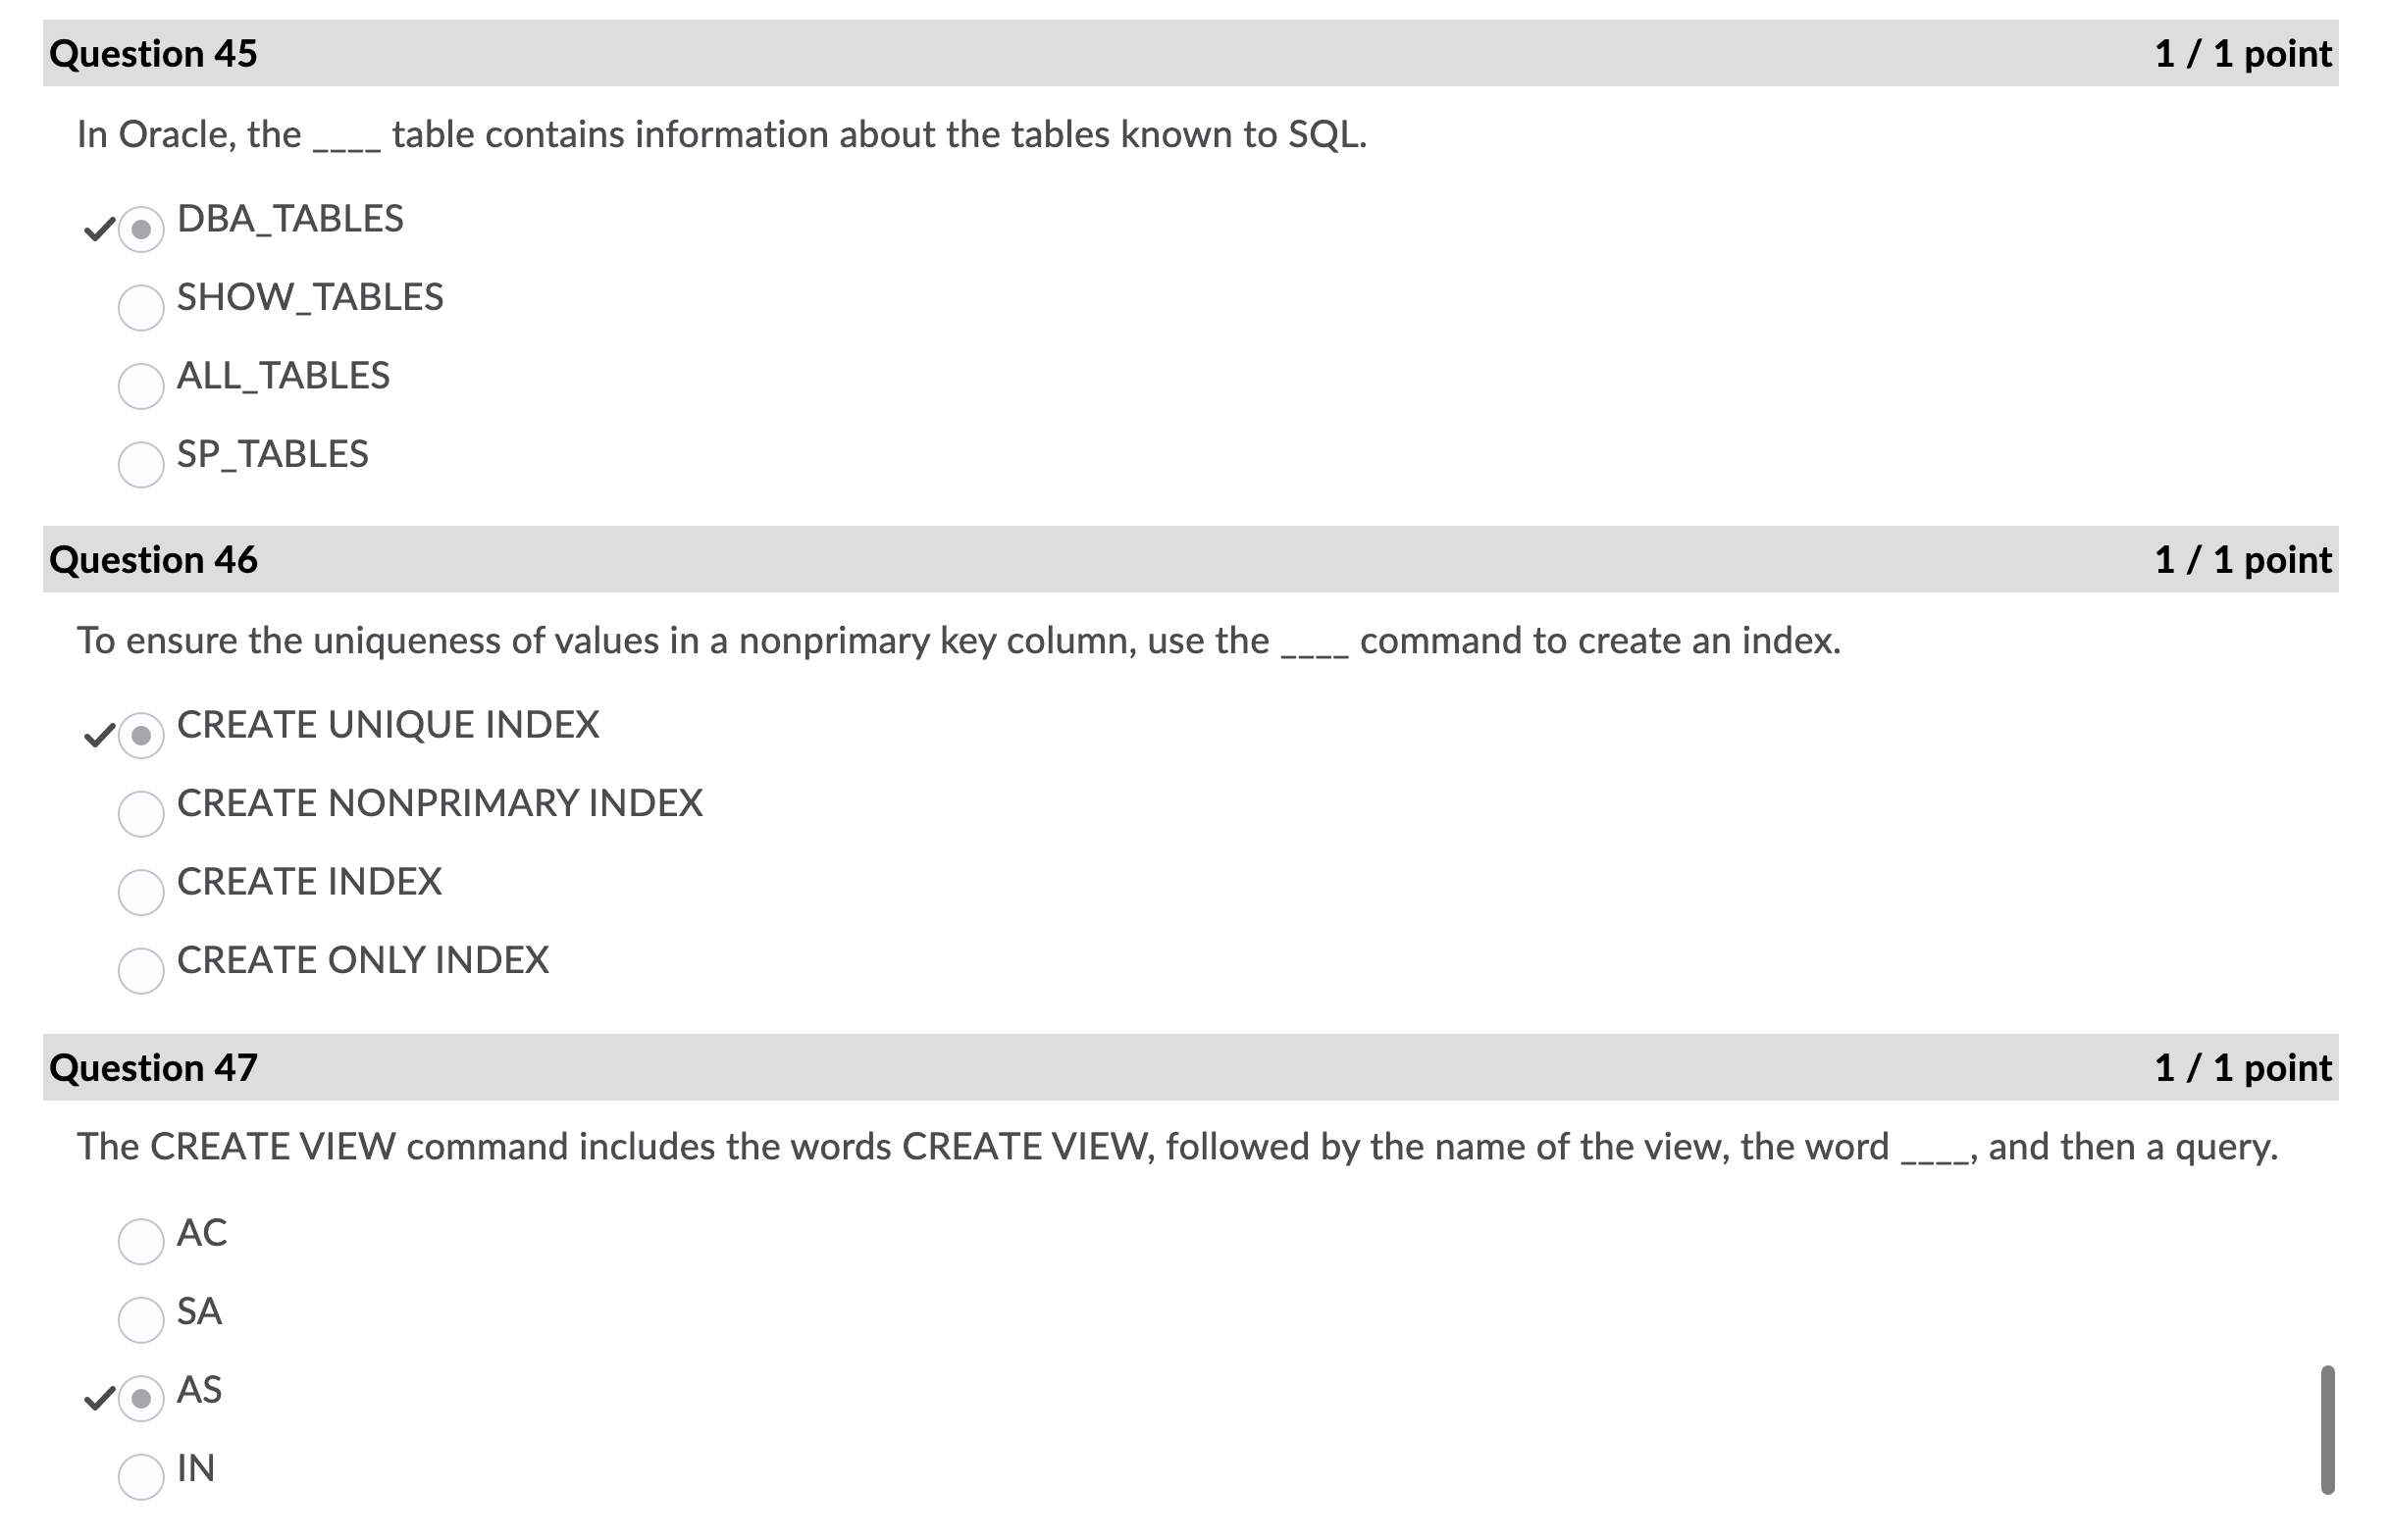 Question 45 1 / 1 point
In Oracle, the ____ table contains information about the tables known to SQL.
DBA_TABLES
SHOW_TABLES
ALL_TABLES
SP_TABLES
Question 46 1 / 1 point
To ensure the uniqueness of values in a nonprimary key column, use the ____ command to create an index.
CREATE UNIQUE INDEX
CREATE NONPRIMARY INDEX
CREATE INDEX
CREATE ONLY INDEX
Question 47 1 / 1 point
The CREATE VIEW command includes the words CREATE VIEW, followed by the name of the view, the word ____, and then a query.
AC
SA
AS
IN